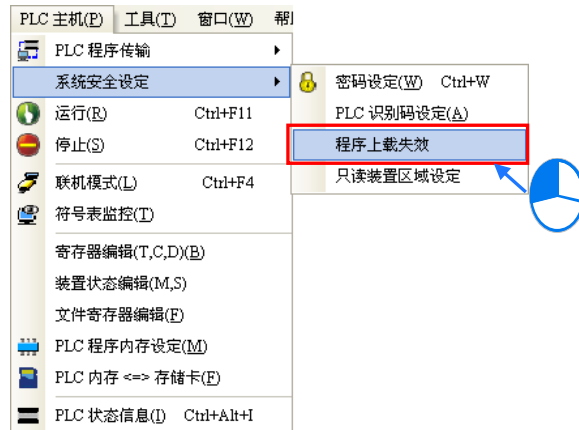 PLC 主机(P) 工具(T) 窗口(W)
PLC 程序传输
系统安全设定
密码设定(W) Ctrl+W
运行(R) Ctrl+F11
PLC 识别码设定(A)
停止(S) Ctrl+F12
程序上载失效
联机模式(L) Ctrl+F4
只读装置区域设定
符号表监控(T)
寄存器编辑(T,C,D)(B)
装置状态编辑(M,S)
文件寄存器编辑(F)
PLC 程序内存设定(M)
PLC 内存 <=> 存储卡(F)
PLC 状态信息(I) Ctrl+Alt+I